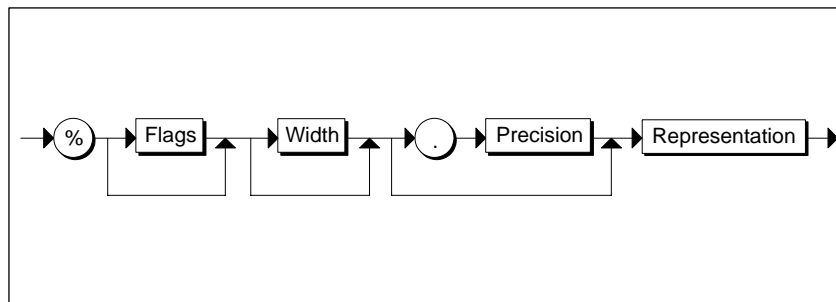 % Flags Width . Precision Representation